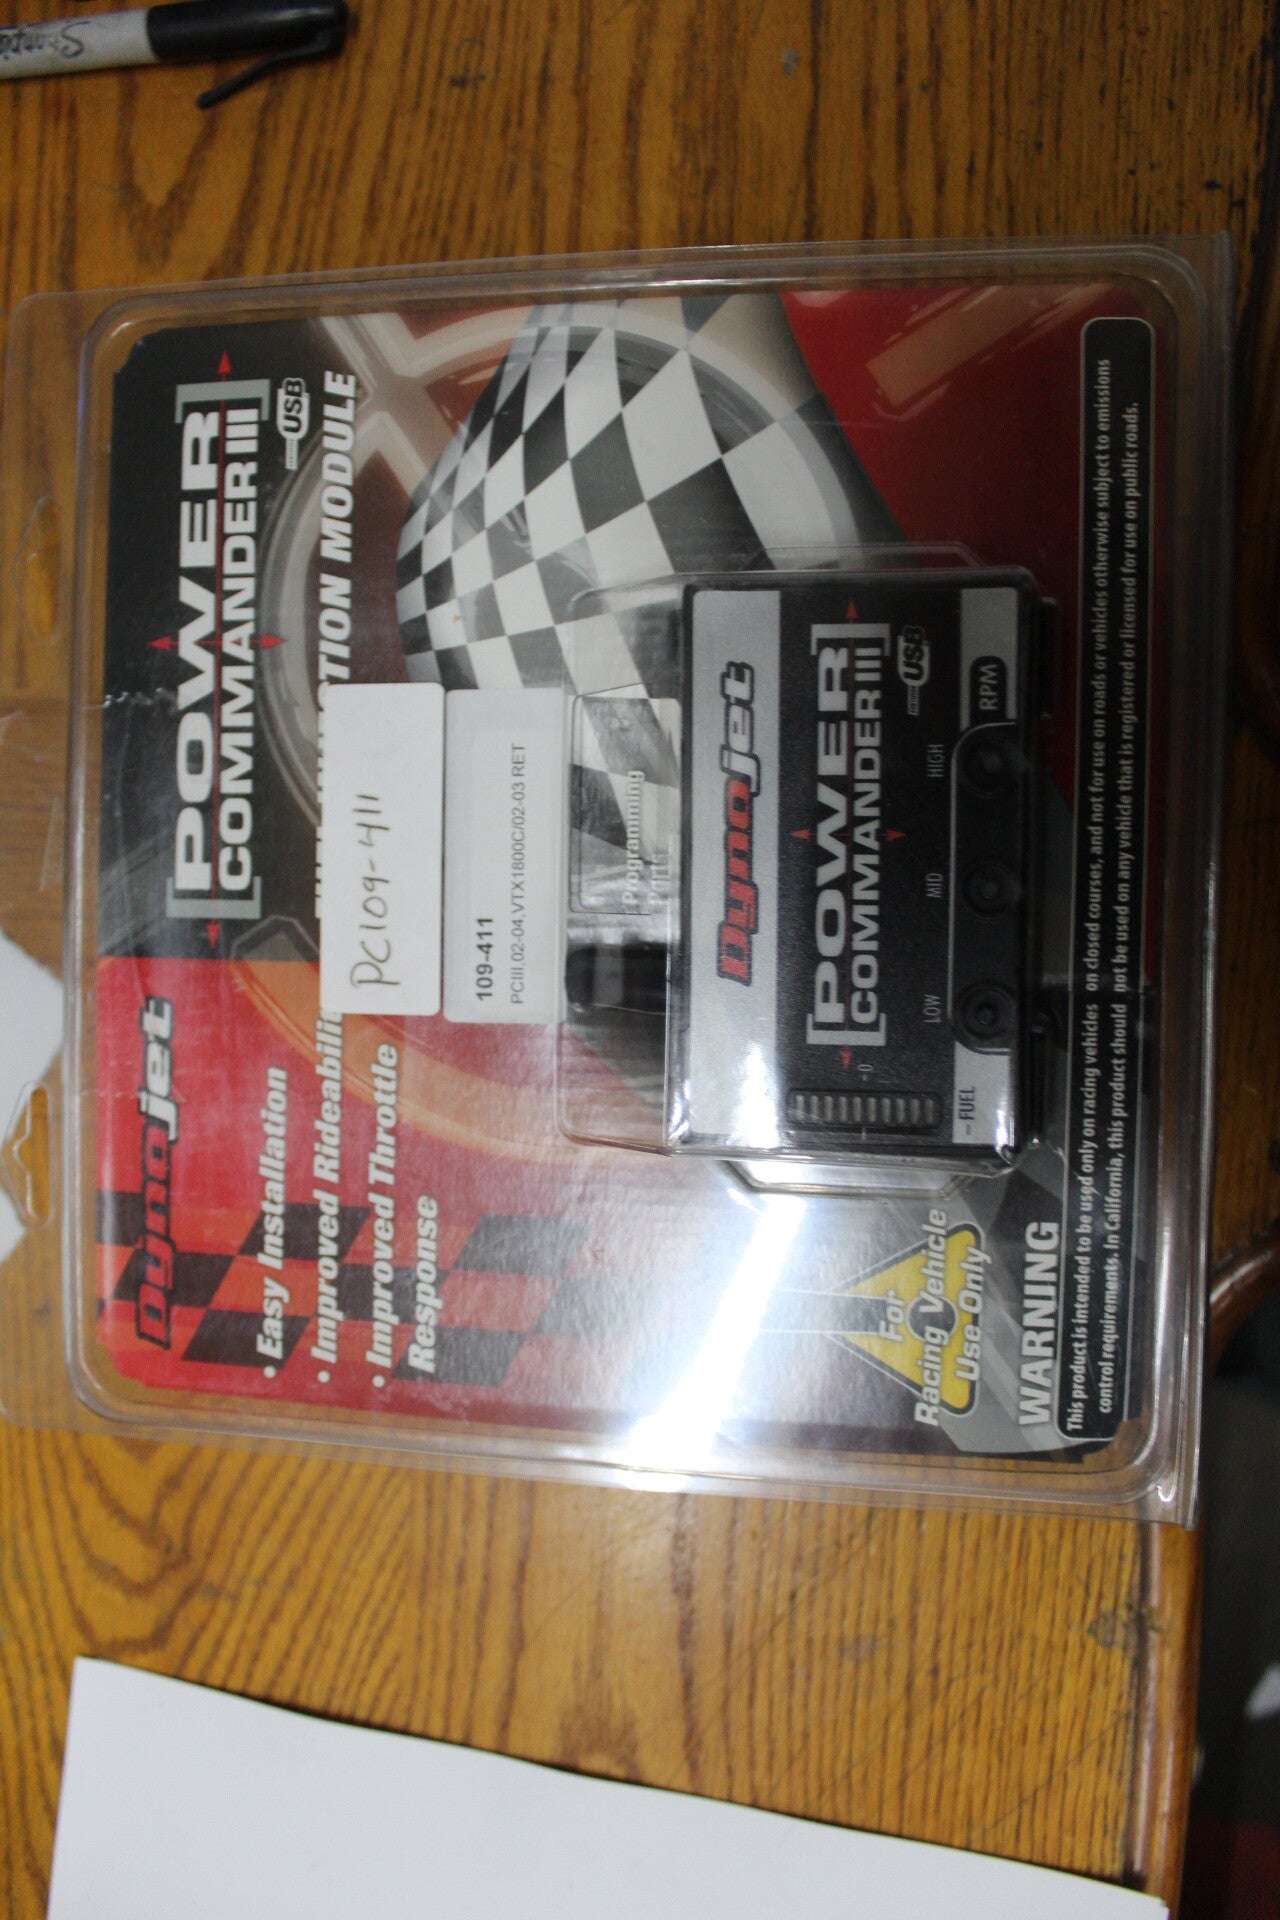 Dynojet
POWER
COMMANDER III
USB
MODULE
• Easy Installation
• Improved Rideability
• Improved Throttle
Response
PC109-411
109-411
PCIII,02-04,VTX1800C/02-03 RET
Programming
Parts
Dynojet
POWER
COMMANDER III
USB
-0
LOW MID HIGH
– FUEL
RPM
For
Racing Vehicle
Use Only
WARNING
This product is intended to be used only on racing vehicles on closed courses, and not for use on roads or vehicles otherwise subject to emissions
control requirements. In California, this product should not be used on any vehicle that is registered or licensed for use on public roads.